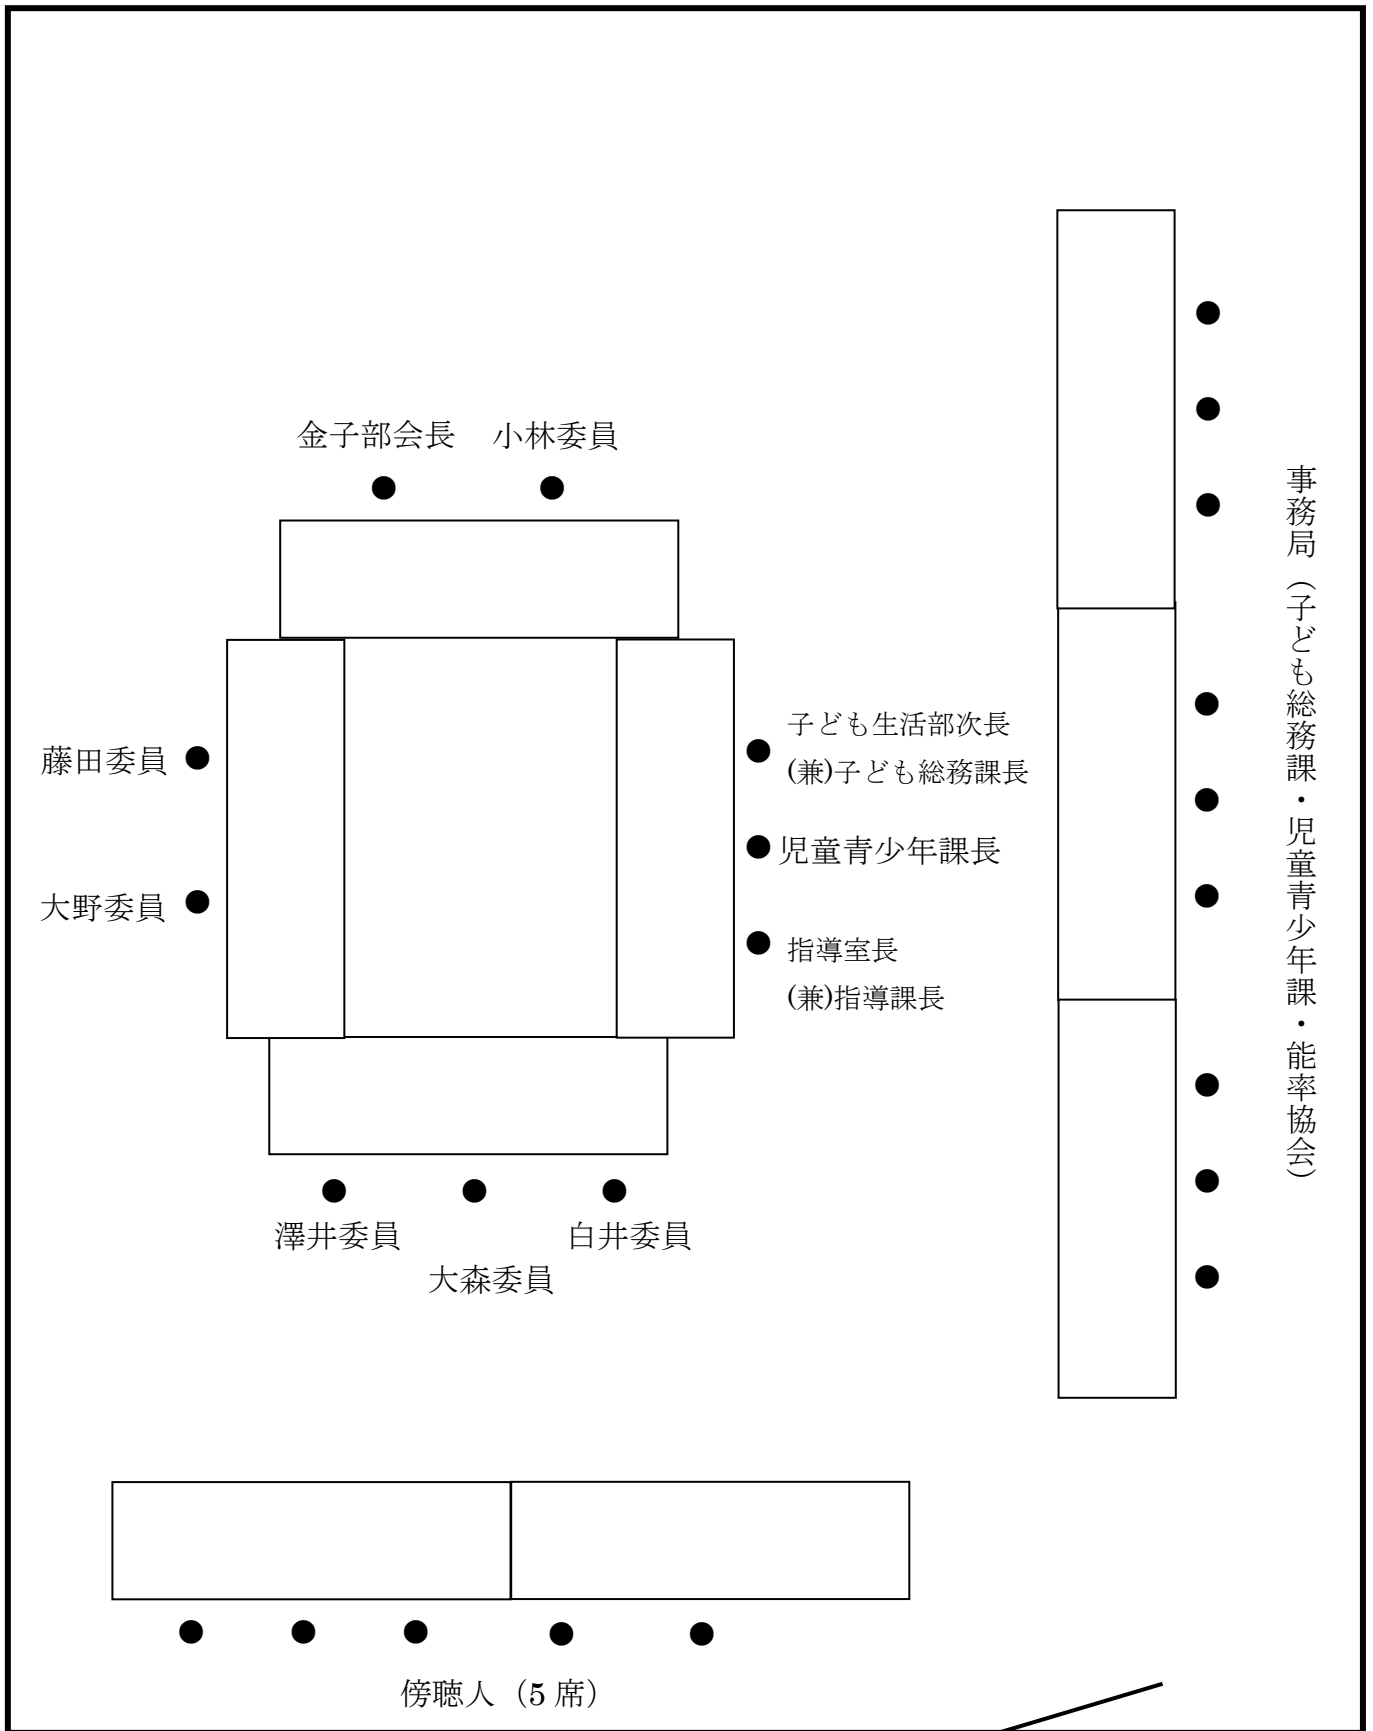 金子部会長　小林委員
事務局（子ども総務課・児童青少年課・能率協会）
子ども生活部次長
藤田委員
(兼)子ども総務課長
児童青少年課長
大野委員
指導室長
(兼)指導課長
澤井委員　白井委員
大森委員
傍聴人（5 席）